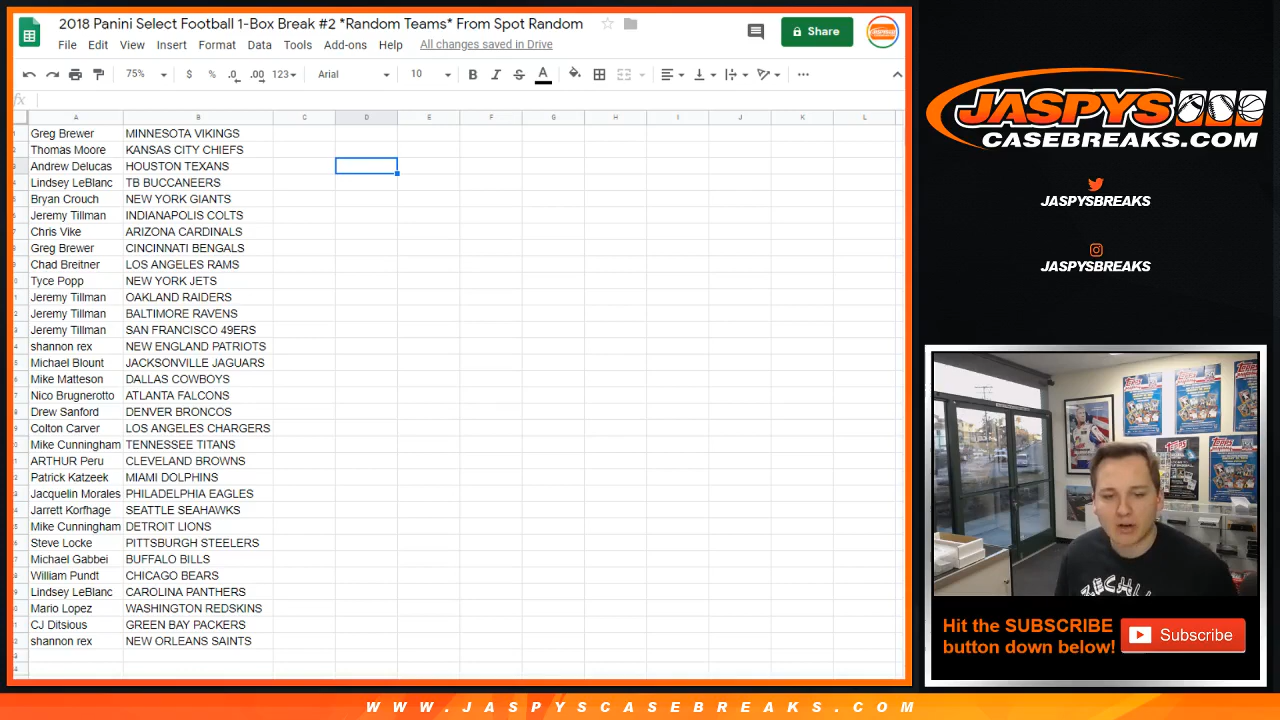 2018 Panini Select Football 1-Box Break #2 *Random Teams* From Spot Random
File Edit View Insert Format Data Tools Add-ons Help All changes saved in Drive
Share
75% $ % .0 .00 123 Arial 10 B I S A
fx
A B C D E F G H I J K L
Greg Brewer MINNESOTA VIKINGS
Thomas Moore KANSAS CITY CHIEFS
Andrew Delucas HOUSTON TEXANS
Lindsey LeBlanc TB BUCCANEERS
Bryan Crouch NEW YORK GIANTS
Jeremy Tillman INDIANAPOLIS COLTS
Chris Vike ARIZONA CARDINALS
Greg Brewer CINCINNATI BENGALS
Chad Breitner LOS ANGELES RAMS
Tyce Popp NEW YORK JETS
Jeremy Tillman OAKLAND RAIDERS
Jeremy Tillman BALTIMORE RAVENS
Jeremy Tillman SAN FRANCISCO 49ERS
shannon rex NEW ENGLAND PATRIOTS
Michael Blount JACKSONVILLE JAGUARS
Mike Matteson DALLAS COWBOYS
Nico Brugnerotto ATLANTA FALCONS
Drew Sanford DENVER BRONCOS
Colton Carver LOS ANGELES CHARGERS
Mike Cunningham TENNESSEE TITANS
ARTHUR Peru CLEVELAND BROWNS
Patrick Katzeek MIAMI DOLPHINS
Jacquelin Morales PHILADELPHIA EAGLES
Jarrett Korfhage SEATTLE SEAHAWKS
Mike Cunningham DETROIT LIONS
Steve Locke PITTSBURGH STEELERS
Michael Gabbei BUFFALO BILLS
William Pundt CHICAGO BEARS
Lindsey LeBlanc CAROLINA PANTHERS
Mario Lopez WASHINGTON REDSKINS
CJ Ditsious GREEN BAY PACKERS
shannon rex NEW ORLEANS SAINTS
JASPYS
CASEBREAKS.COM
JASPYSBREAKS
JASPYSBREAKS
Topps
Hit the SUBSCRIBE
button down below!
Subscribe
WWW.JASPYSCASEBREAKS.COM